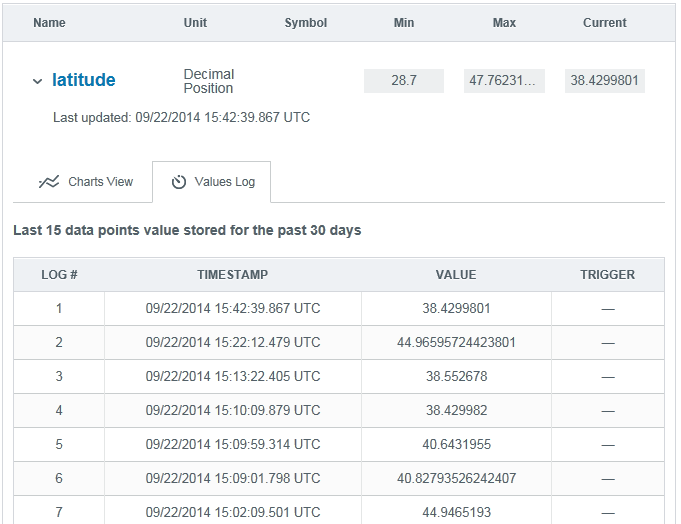 Name Unit Symbol Min Max Current
latitude Decimal Position 28.7 47.76231... 38.4299801
Last updated: 09/22/2014 15:42:39.867 UTC
Charts View Values Log
Last 15 data points value stored for the past 30 days
LOG # TIMESTAMP VALUE TRIGGER
1 09/22/2014 15:42:39.867 UTC 38.4299801 —
2 09/22/2014 15:22:12.479 UTC 44.96595724423801 —
3 09/22/2014 15:13:22.405 UTC 38.552678 —
4 09/22/2014 15:10:09.879 UTC 38.429982 —
5 09/22/2014 15:09:59.314 UTC 40.6431955 —
6 09/22/2014 15:09:01.798 UTC 40.82793526242407 —
7 09/22/2014 15:02:09.501 UTC 44.9465193 —